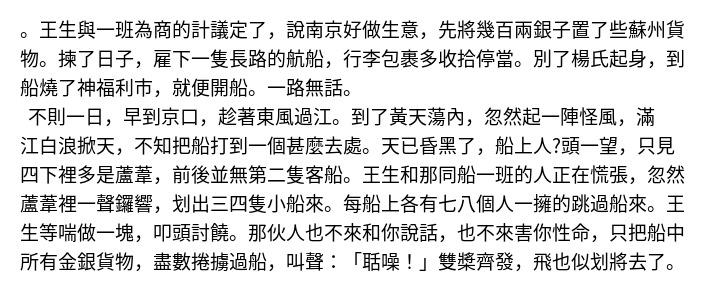 。王生與一班為商的計議定了，說南京好做生意，先將幾百兩銀子置了些蘇州貨
物。揀了日子，雇下一隻長路的航船，行李包裹多收拾停當。別了楊氏起身，到
船燒了神福利市，就便開船。一路無話。
不則一日，早到京口，趁著東風過江。到了黃天蕩內，忽然起一陣怪風，滿
江白浪掀天，不知把船打到一個甚麼去處。天已昏黑了，船上人?頭一望，只見
四下裡多是蘆葦，前後並無第二隻客船。王生和那同船一班的人正在慌張，忽然
蘆葦裡一聲鑼響，划出三四隻小船來。每船上各有七八個人一擁的跳過船來。王
生等喘做一塊，叩頭討饒。那伙人也不來和你說話，也不來害你性命，只把船中
所有金銀貨物，盡數捲擄過船，叫聲：「聒噪！」雙槳齊發，飛也似划將去了。